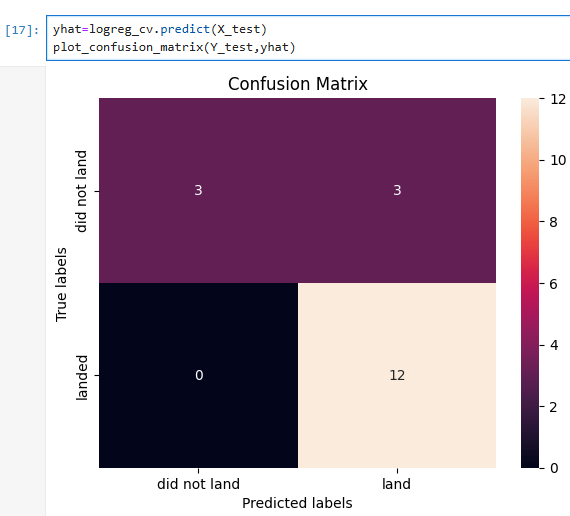 [17]: yhat=logreg_cv.predict(X_test)
plot_confusion_matrix(Y_test,yhat)
Confusion Matrix
12
10
8
6
4
2
0
True labels
did not land
landed
3 3
0 12
did not land land
Predicted labels